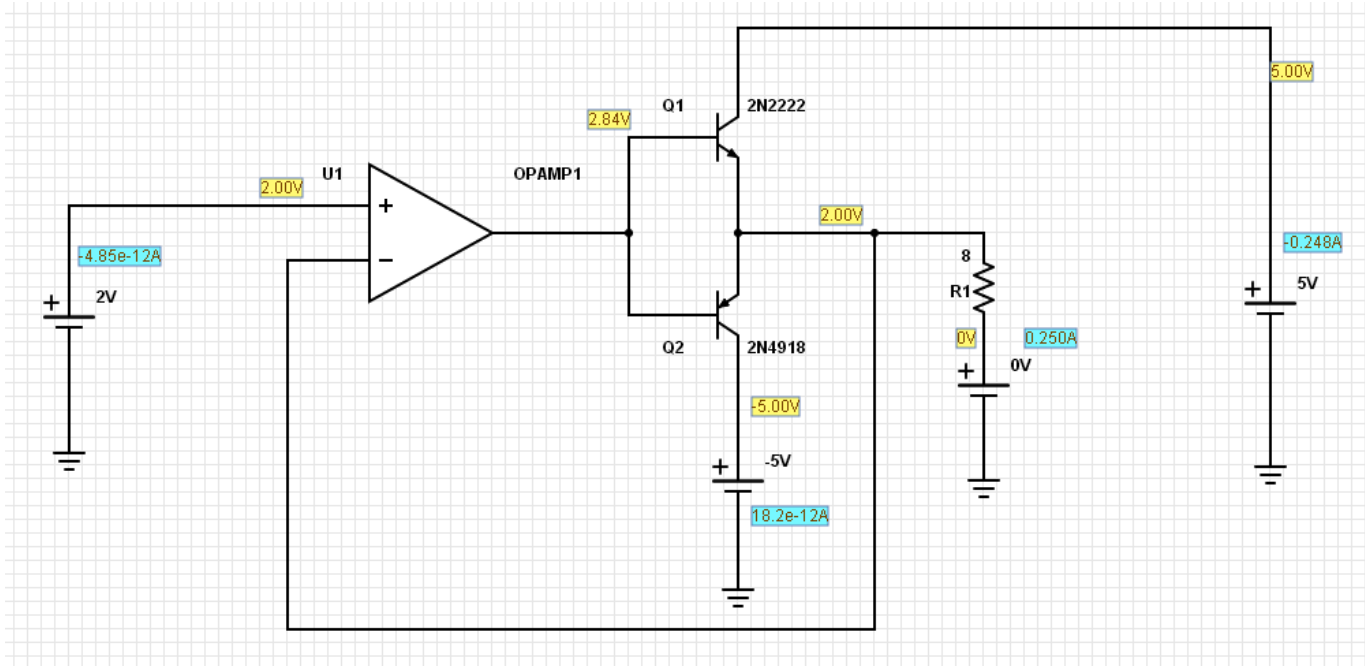 5.00V
Q1
2N2222
2.84V
U1
OPAMP1
2.00V
+
2.00V
-4.85e-12A
-0.248A
8
−
+
2V
R1
+
5V
0V
0.250A
Q2
2N4918
+
0V
-5.00V
+
-5V
18.2e-12A